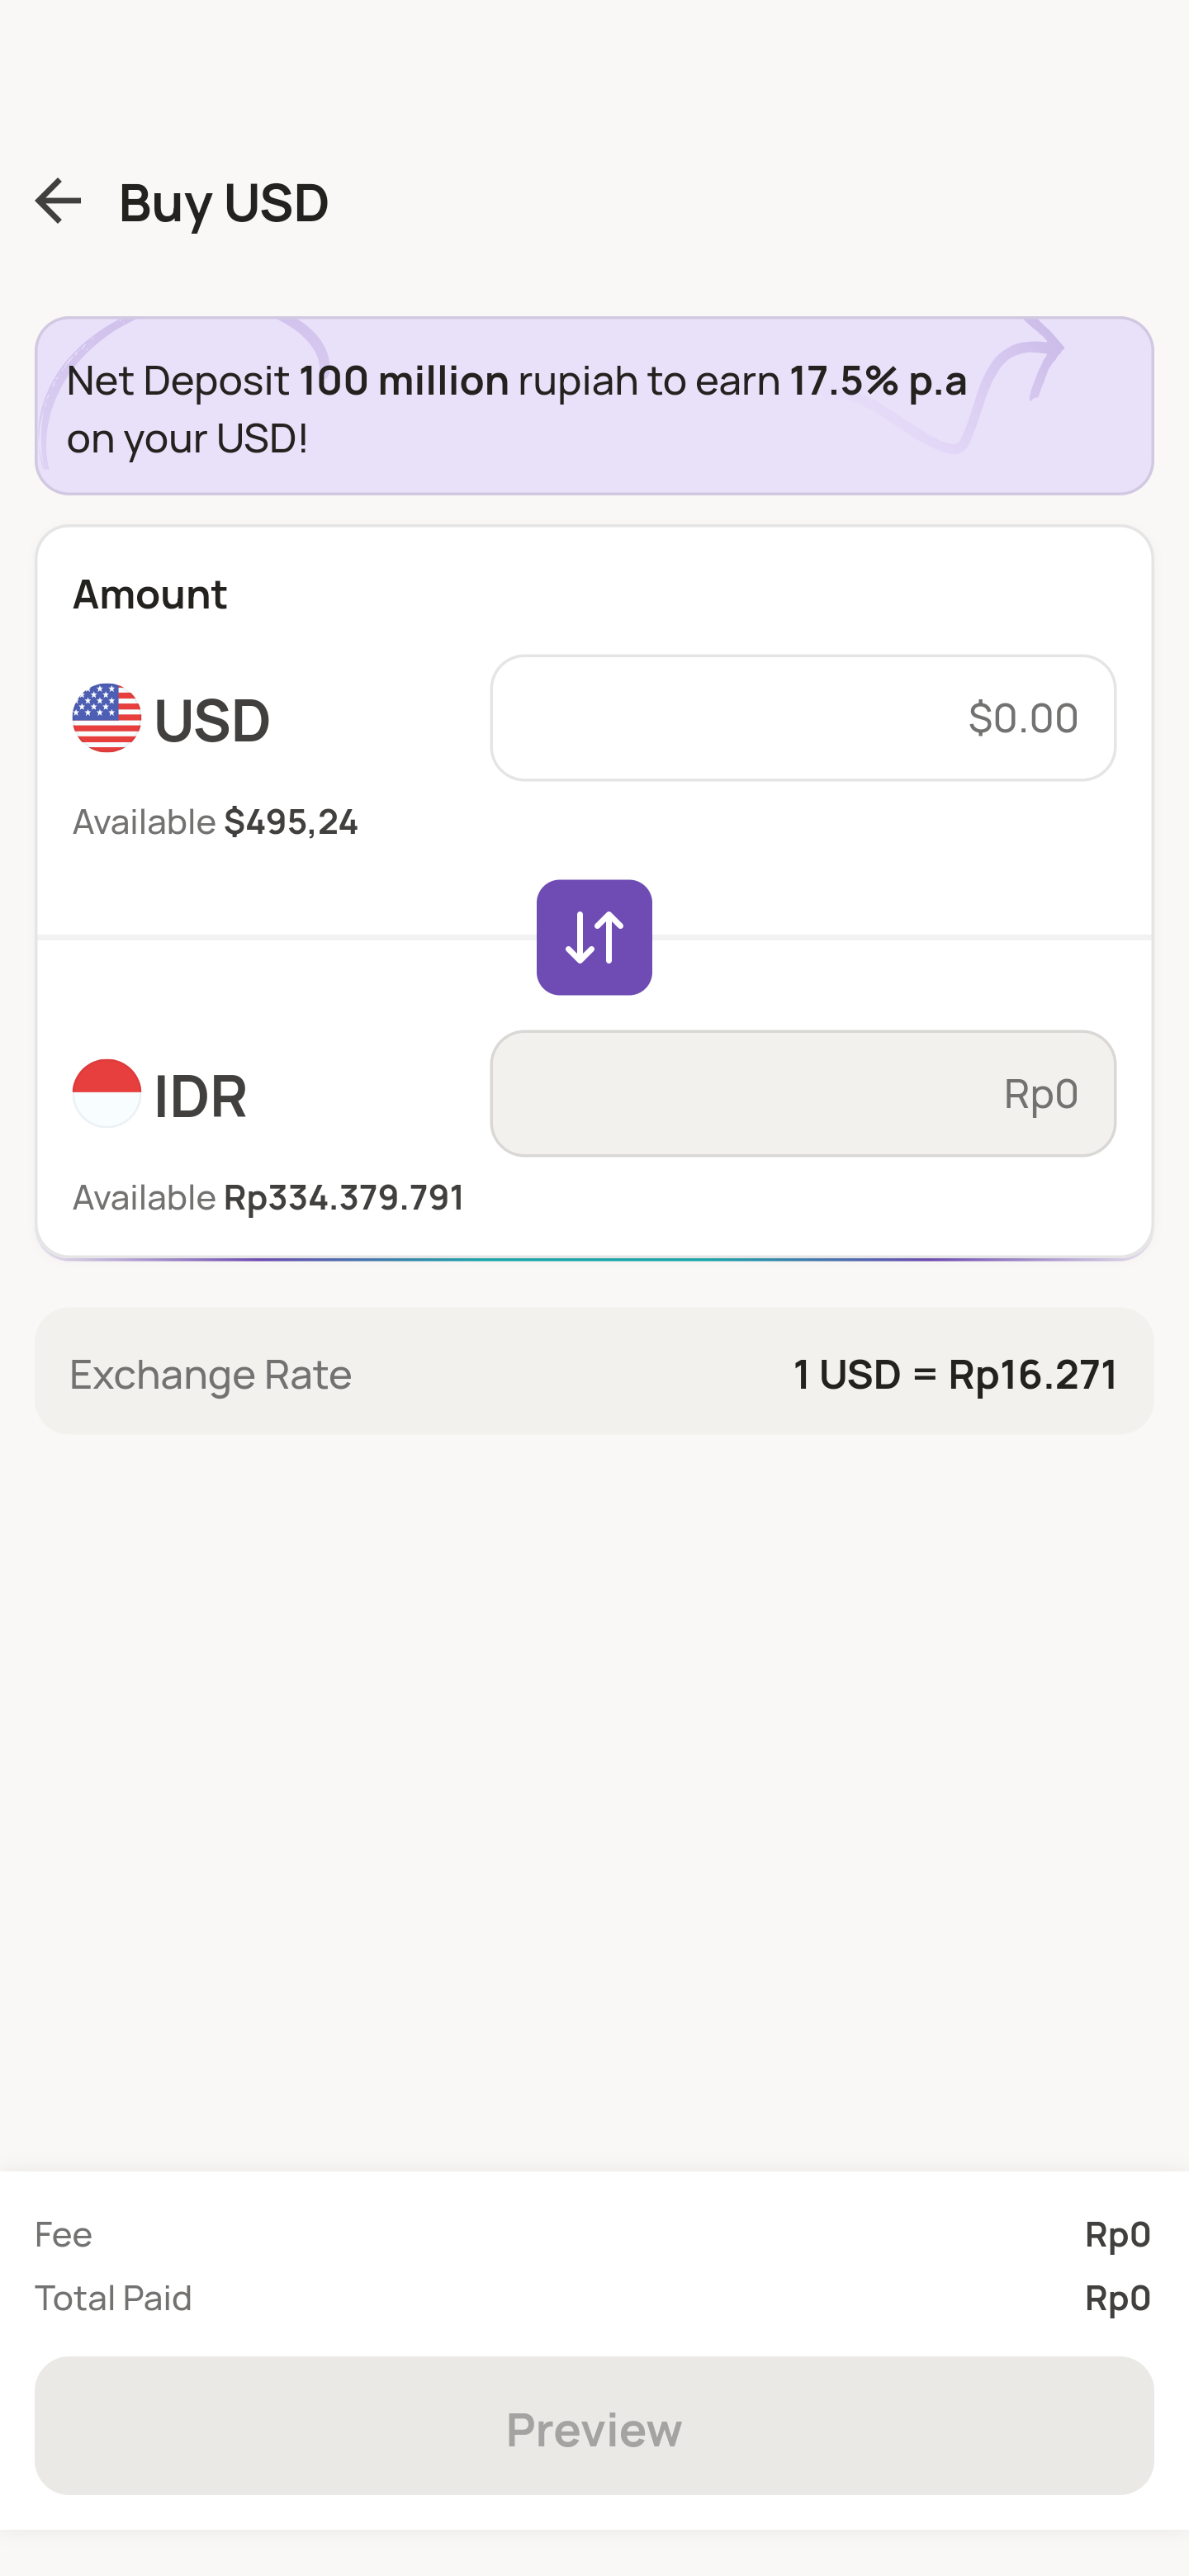 Buy USD
Net Deposit 100 million rupiah to earn 17.5% p.a
on your USD!
Amount
USD
$0.00
Available $495,24
IDR
Rp0
Available Rp334.379.791
Exchange Rate
1 USD = Rp16.271
Fee
Rp0
Total Paid
Rp0
Preview